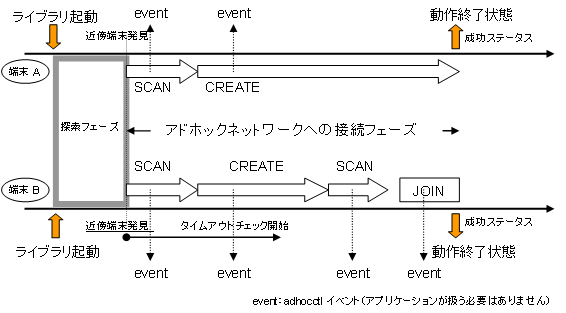 ライブラリ起動
event
event
動作終了状態
近傍端末発見
成功ステータス
端末 A
SCAN
CREATE
探索フェーズ
アドホックネットワークへの接続フェーズ
SCAN
CREATE
SCAN
端末 B
JOIN
近傍端末発見
タイムアウトチェック開始
成功ステータス
ライブラリ起動
動作終了状態
event
event
event
event
event：adhocctl イベント（アプリケーションが扱う必要はありません）